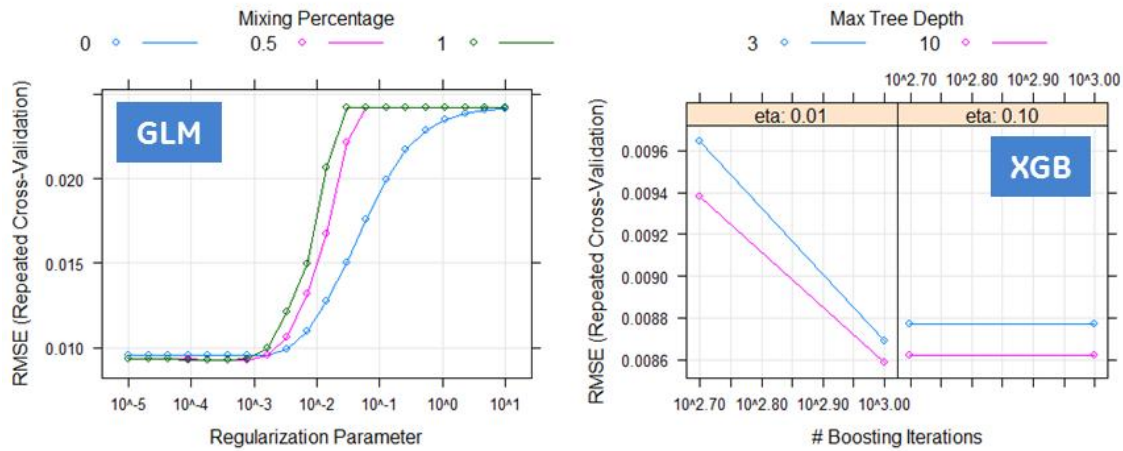 Mixing Percentage
0 0.5 1
GLM
RMSE (Repeated Cross-Validation)
0.020
0.015
0.010
10^-5 10^-4 10^-3 10^-2 10^-1 10^0 10^1
Regularization Parameter
Max Tree Depth
3 10
10^2.70 10^2.80 10^2.90 10^3.00
eta: 0.01 eta: 0.10
XGB
RMSE (Repeated Cross-Validation)
0.0096
0.0094
0.0092
0.0090
0.0088
0.0086
10^2.70 10^2.80 10^2.90 10^3.00
# Boosting Iterations